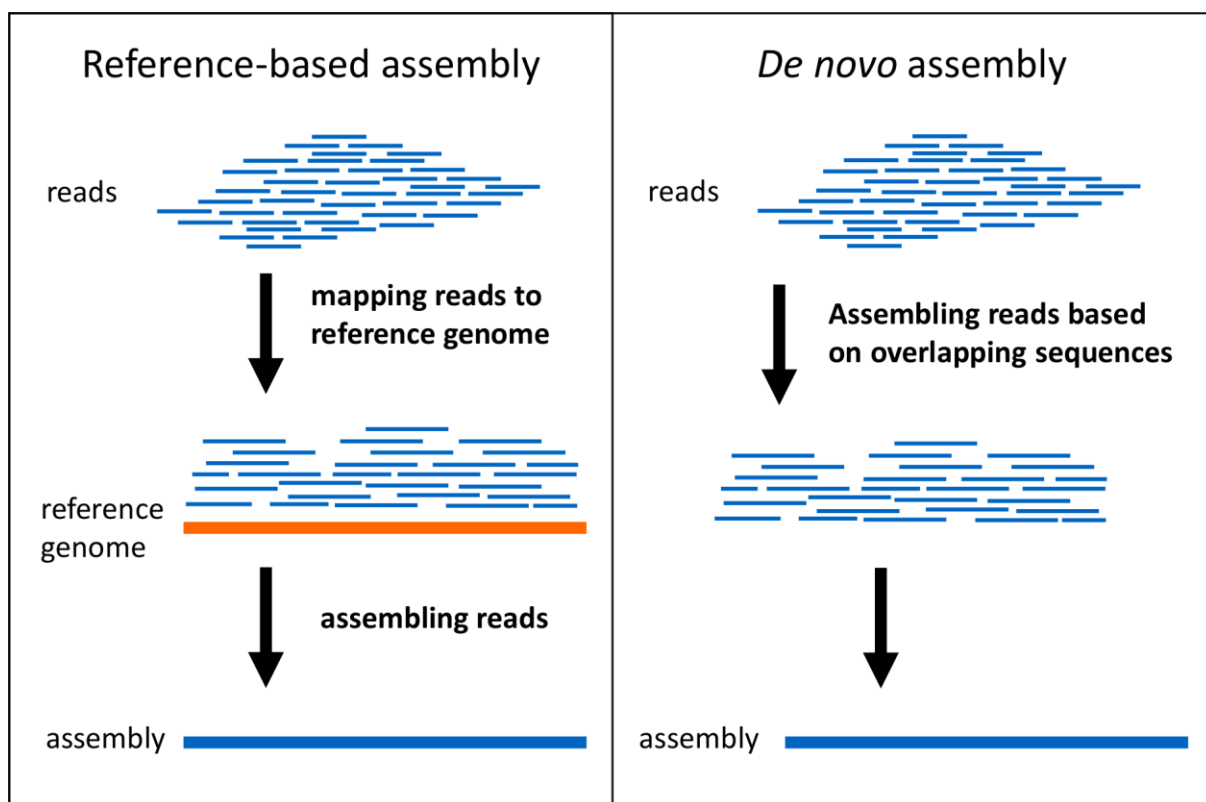 Reference-based assembly
reads
mapping reads to
reference genome
reference
genome
assembling reads
assembly
De novo assembly
reads
Assembling reads based
on overlapping sequences
assembly